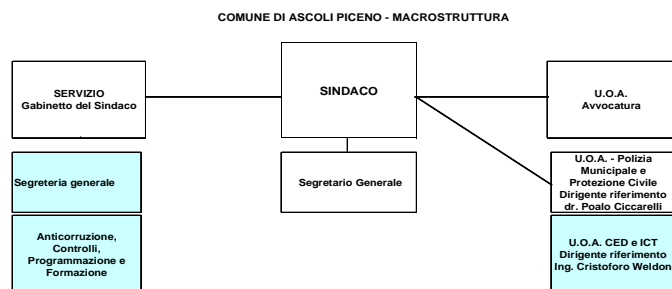 COMUNE DI ASCOLI PICENO - MACROSTRUTTURA
SERVIZIO
Gabinetto del Sindaco
SINDACO
U.O.A.
Avvocatura
Segreteria generale
Segretario Generale
U.O.A. - Polizia
Municipale e
Protezione Civile
Dirigente riferimento
dr. Poalo Ciccarelli
Anticorruzione,
Controlli,
Programmazione e
Formazione
U.O.A. CED e ICT
Dirigente riferimento
Ing. Cristoforo Weldon